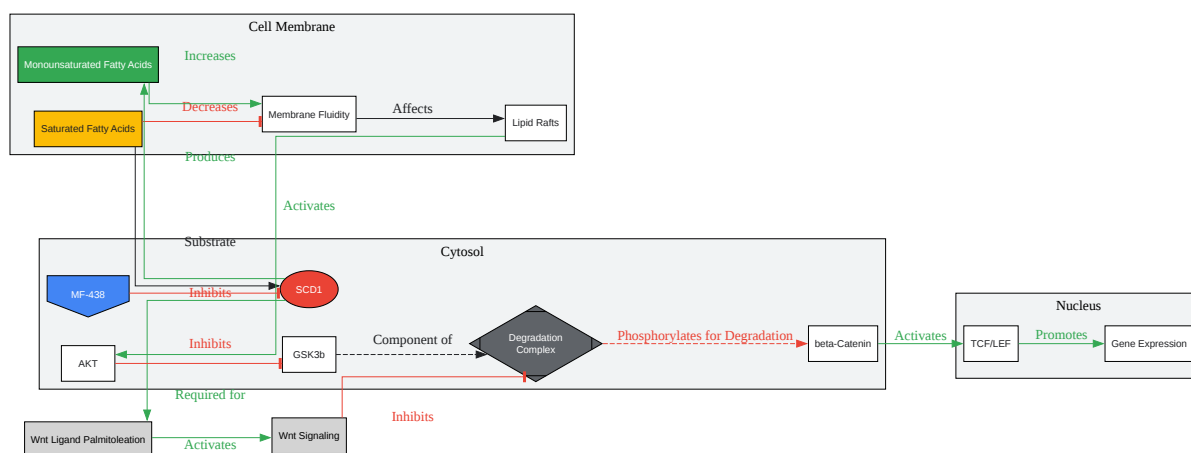 Cell Membrane
Increases
Monounsaturated Fatty Acids
Decreases
Membrane Fluidity
Affects
Lipid Rafts
Saturated Fatty Acids
Produces
Activates
Substrate
Cytosol
MF-438
Inhibits
SCD1
Nucleus
Inhibits
AKT
GSK3b
Component of
Degradation
Complex
Phosphorylates for Degradation
beta-Catenin
Activates
TCF/LEF
Promotes
Gene Expression
Required for
Inhibits
Wnt Ligand Palmitoleation
Activates
Wnt Signaling